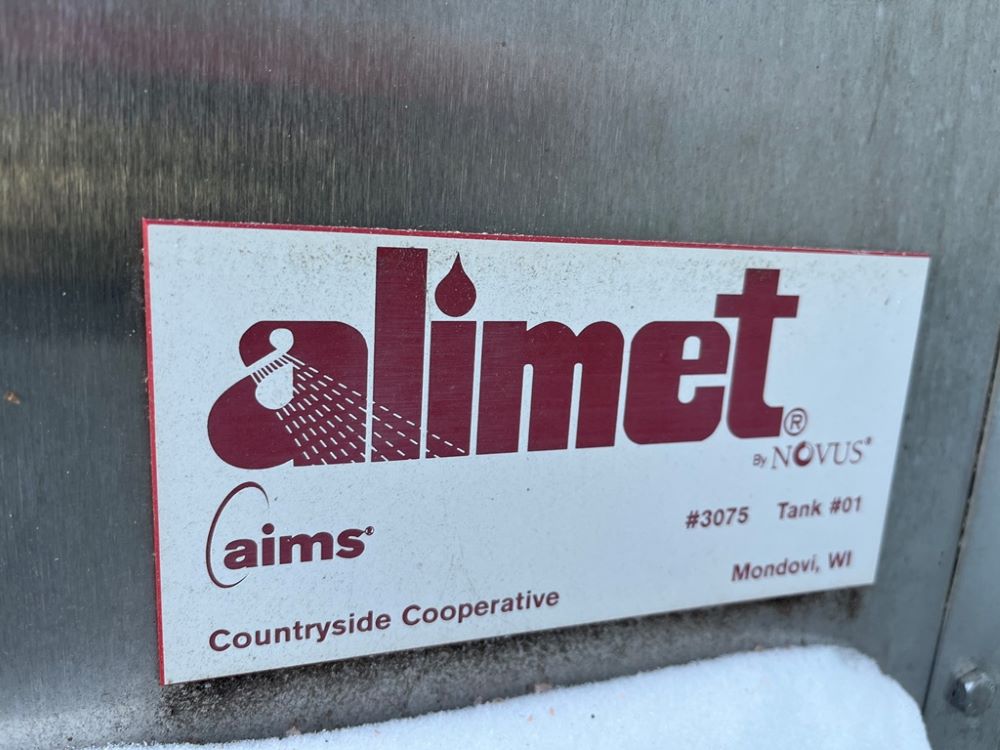 alimet®
By NOVUS®
aims®
#3075 Tank #01
Mondovi, WI
Countryside Cooperative